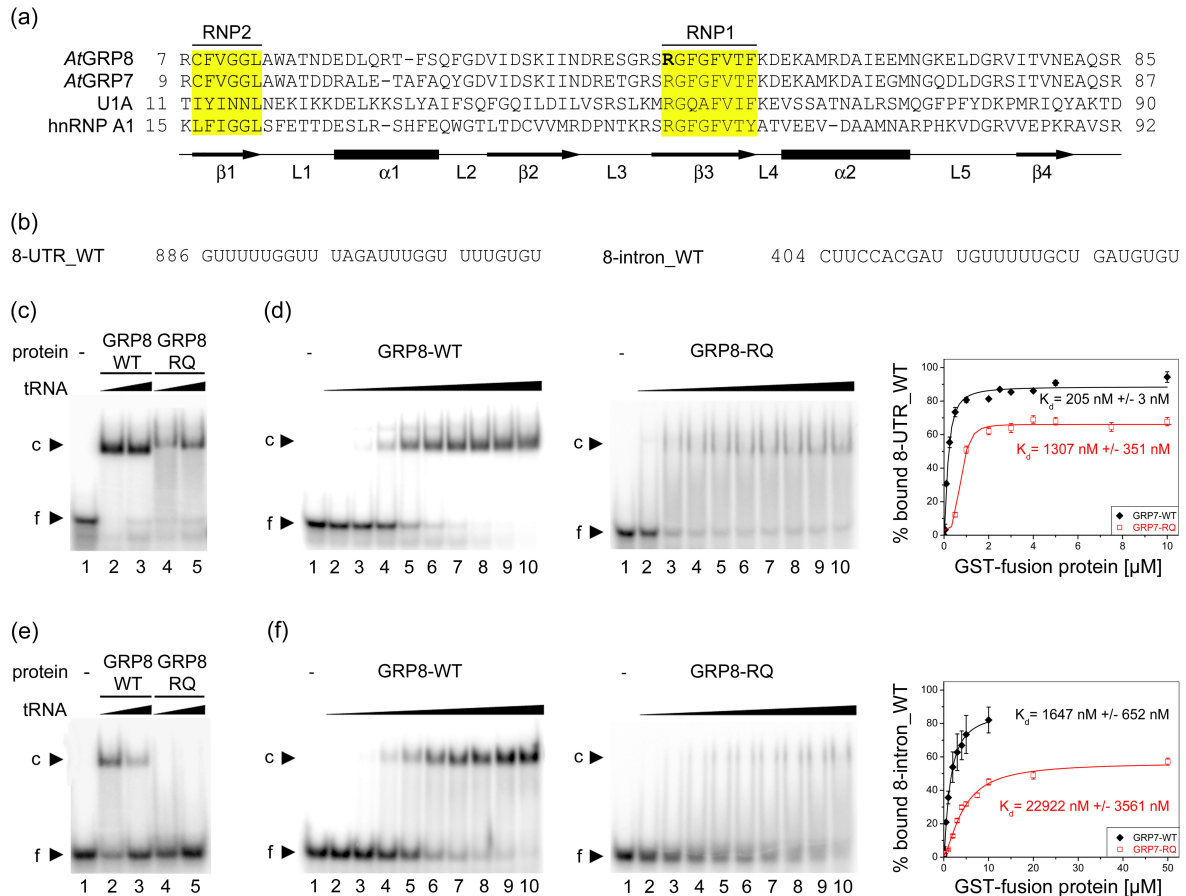 (a)
RNP2 RNP1
AtGRP8 7 RCFVGGLAWATNDEDLQRT-FSQFGDVIDSKIINDRESGRSRGFGFVTFKDEKAMRDAIEEMNGKELDGRVITVNEAQSR 85
AtGRP7 9 RCFVGGLAWATDDRALETAFAQYGDVIDSKIINDRETGRSRGFGFVTFKDEKAMKDAIEGMNGQDLDGRSITVNEAQSR 87
U1A 11 TIYINNLNEKIKKDELKKSLYAIFSQFGQILDILVSRSLKMRGQAFVIFKEVSSATNALRSMQGFPFYDKPMRIQYAKTD 90
hnRNP A1 15 KLFIGGLSFETTDESLR-SHFEQWGTLTDCVVMRDPNTKRSRGFGFVTYATVEEV-DAAMNARPHKVDGRVVEPKRAVSR 92
β1 L1 α1 L2 β2 L3 β3 L4 α2 L5 β4
(b)
8-UTR_WT 886 GUUUUUGGUU UAGAUUUGGU UUUGUGU 8-intron_WT 404 CUUCCACGAU UGUUUUUGCU GAUGUGU
(c)
protein - GRP8 WT GRP8 RQ
tRNA
c
f
1 2 3 4 5
(d)
- GRP8-WT
c
f
1 2 3 4 5 6 7 8 9 10
- GRP8-RQ
c
f
1 2 3 4 5 6 7 8 9 10
% bound 8-UTR_WT
100
80
60
40
20
0
Kd= 205 nM +/- 3 nM
Kd= 1307 nM +/- 351 nM
GRP7-WT
GRP7-RQ
0 2 4 6 8 10
GST-fusion protein [µM]
(e)
protein - GRP8 WT GRP8 RQ
tRNA
c
f
1 2 3 4 5
(f)
- GRP8-WT
c
f
1 2 3 4 5 6 7 8 9 10
- GRP8-RQ
c
f
1 2 3 4 5 6 7 8 9 10
% bound 8-intron_WT
100
80
60
40
20
0
Kd= 1647 nM +/- 652 nM
Kd= 22922 nM +/- 3561 nM
GRP7-WT
GRP7-RQ
0 10 20 30 40 50
GST-fusion protein [µM]